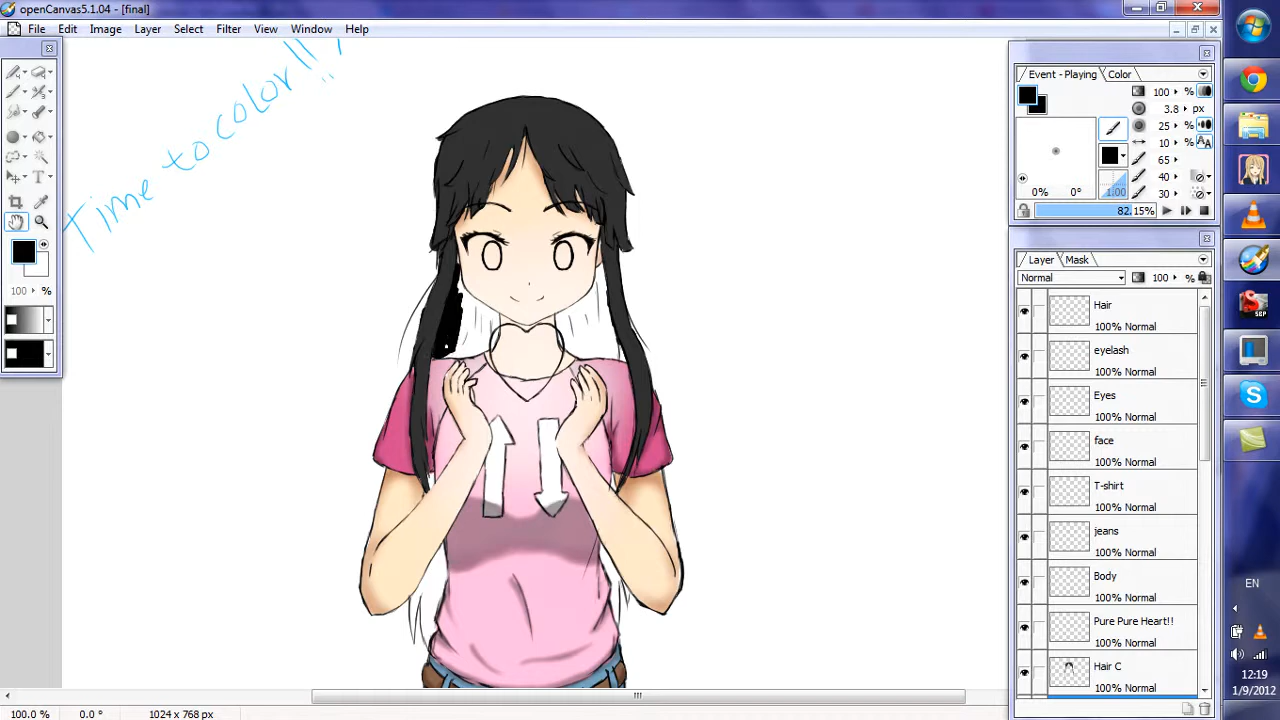 openCanvas5.1.04 - [final]
File Edit Image Layer Select Filter View Window Help
Time to color!!
100 %
Event - Playing Color
100 %
3.8 px
25 %
10 %
65
40
30
0% 0° 1.00
82.15%
Layer Mask
Normal 100 %
Hair
100% Normal
eyelash
100% Normal
Eyes
100% Normal
face
100% Normal
T-shirt
100% Normal
jeans
100% Normal
Body
100% Normal
Pure Pure Heart!!
100% Normal
Hair C
100% Normal
100.0 % 0.0 ° 1024 x 768 px
EN
12:19
1/9/2012